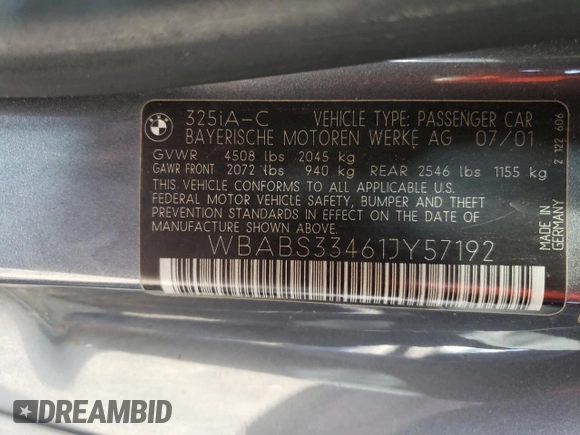 BMW
325iA-C VEHICLE TYPE: PASSENGER CAR
BAYERISCHE MOTOREN WERKE AG 07/01
GVWR 4508 lbs 2045 kg
GAWR FRONT 2072 lbs 940 kg REAR 2546 lbs 1155 kg
THIS VEHICLE CONFORMS TO ALL APPLICABLE U.S.
FEDERAL MOTOR VEHICLE SAFETY, BUMPER AND THEFT
PREVENTION STANDARDS IN EFFECT ON THE DATE OF
MANUFACTURE SHOWN ABOVE.
WBABS33461JY57192
2 122 606
MADE IN
GERMANY
DREAMBID